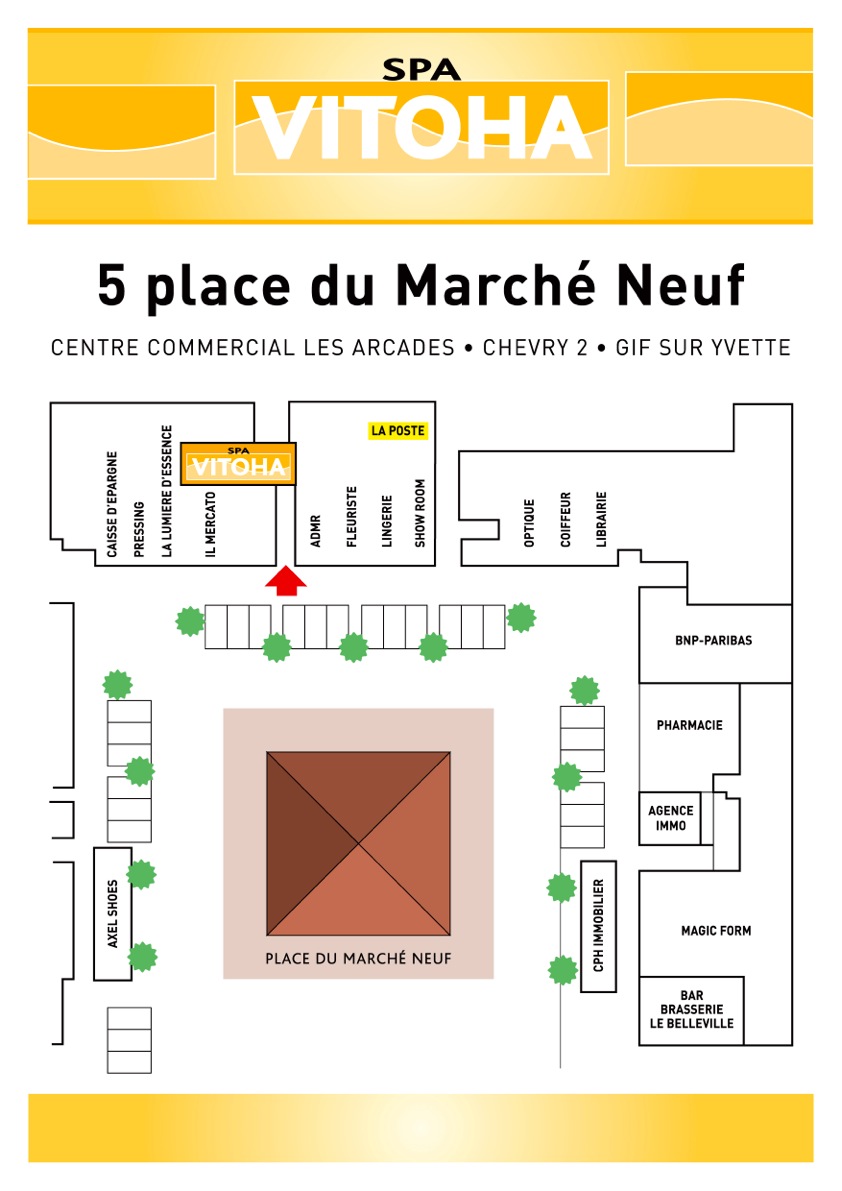 SPA
VITOHA
5 place du Marché Neuf
CENTRE COMMERCIAL LES ARCADES • CHEVRY 2 • GIF SUR YVETTE
CAISSE D'EPARGNE
PRESSING
LA LUMIERE D'ESSENCE
IL MERCATO
SPA
VITOHA
ADMR
FLEURISTE
LINGERIE
SHOW ROOM
LA POSTE
OPTIQUE
COIFFEUR
LIBRAIRIE
BNP-PARIBAS
PHARMACIE
AGENCE
IMMO
AXEL SHOES
PLACE DU MARCHÉ NEUF
CPH IMMOBILIER
MAGIC FORM
BAR
BRASSERIE
LE BELLEVILLE